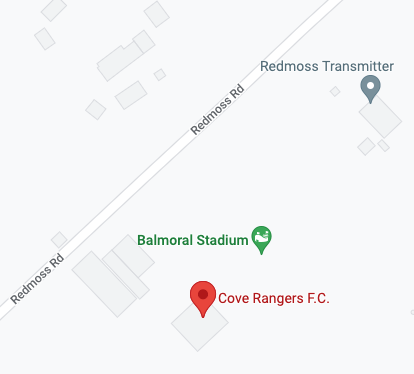 Redmoss Transmitter
Redmoss Rd
Balmoral Stadium
Redmoss Rd
Cove Rangers F.C.